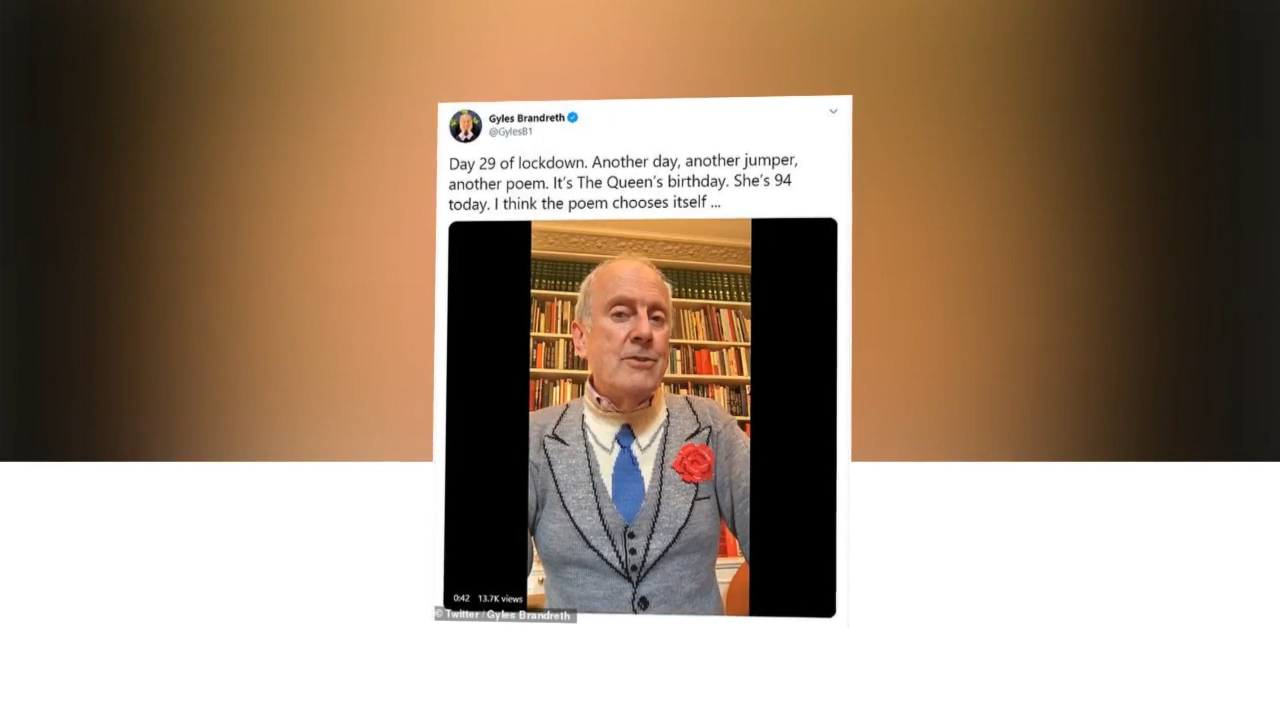 Gyles Brandreth
@GylesB1
Day 29 of lockdown. Another day, another jumper,
another poem. It's The Queen's birthday. She's 94
today. I think the poem chooses itself ...
0:42 13.7K views
© Twitter / Gyles Brandreth